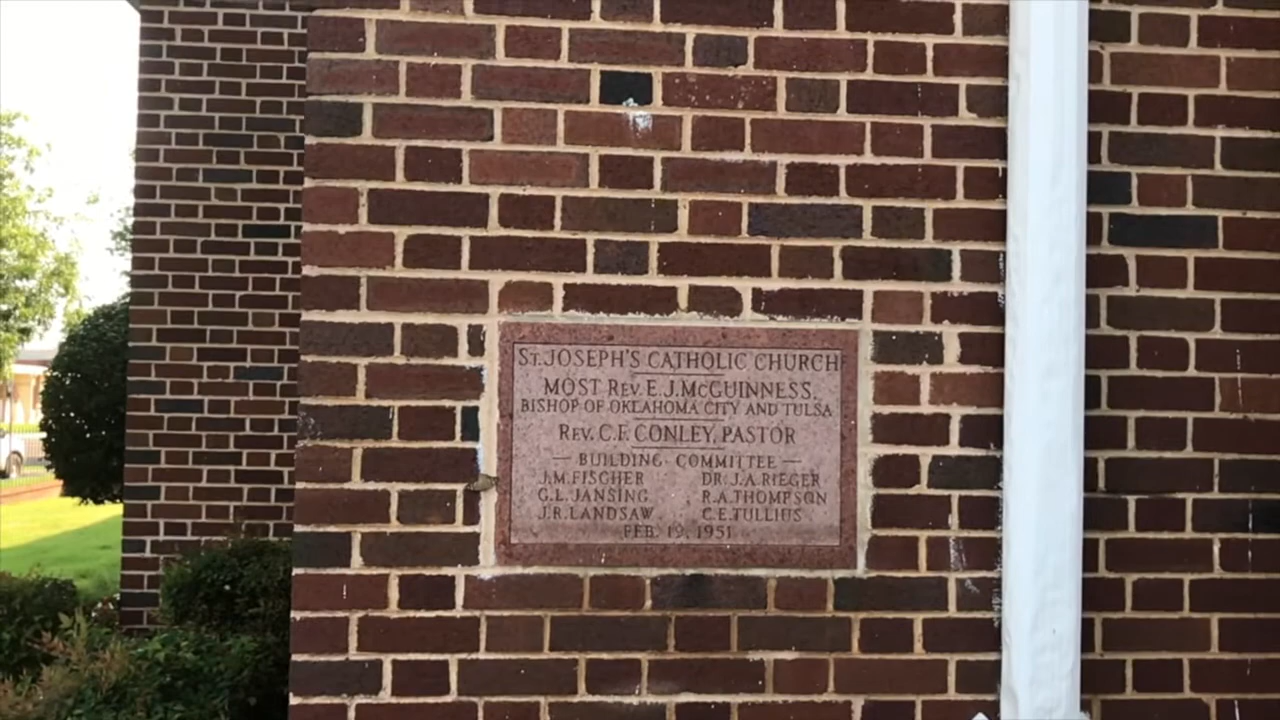 ST. JOSEPH'S CATHOLIC CHURCH
MOST REV. E. J. MCGUINNESS,
BISHOP OF OKLAHOMA CITY AND TULSA
REV. C. F. CONLEY, PASTOR
— BUILDING COMMITTEE —
J. M. FISCHER DR. J. A. RIEGER
G. L. JANSING R. A. THOMPSON
J. R. LANDSAW C. E. TULLIUS
FEB. 19, 1951